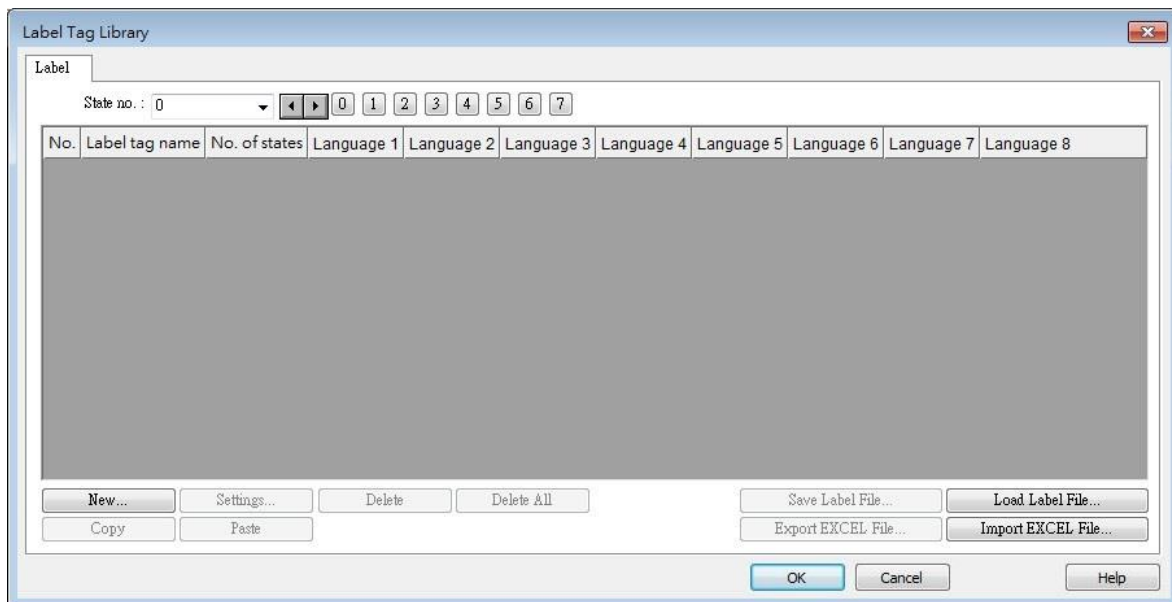 Label Tag Library
Label
State no. : 0 0 1 2 3 4 5 6 7
No. Label tag name No. of states Language 1 Language 2 Language 3 Language 4 Language 5 Language 6 Language 7 Language 8
New... Settings... Delete Delete All Save Label File... Load Label File...
Copy Paste Export EXCEL File... Import EXCEL File...
OK Cancel Help